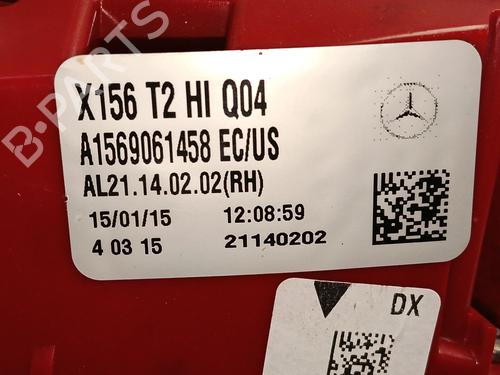 B-PARTS
X156 T2 HI Q04
A1569061458 EC/US
AL21.14.02.02(RH)
15/01/15 12:08:59
4 03 15 21140202
DX